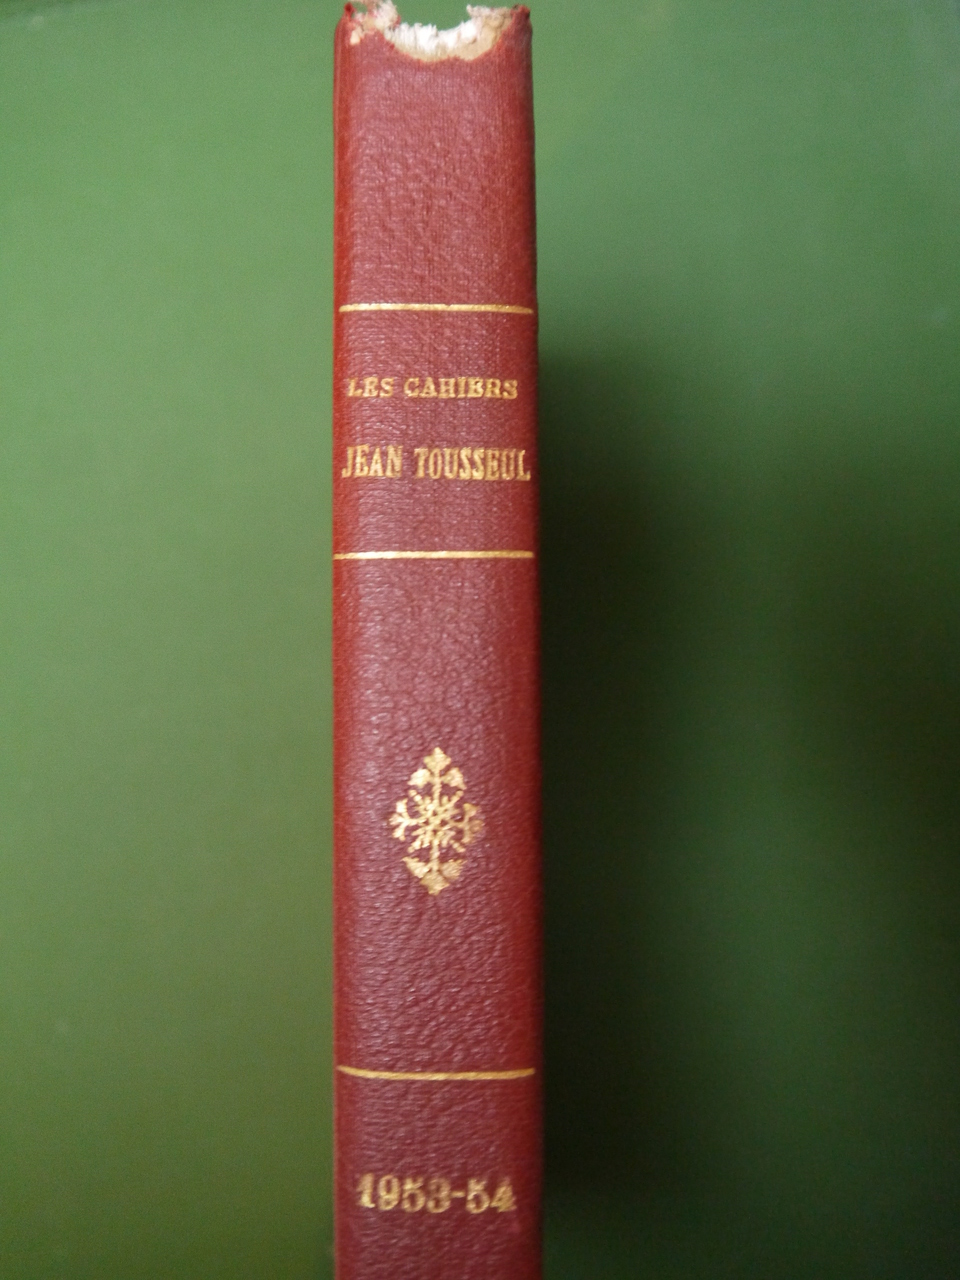 LES CAHIERS
JEAN TOUSSEUL
1953-54